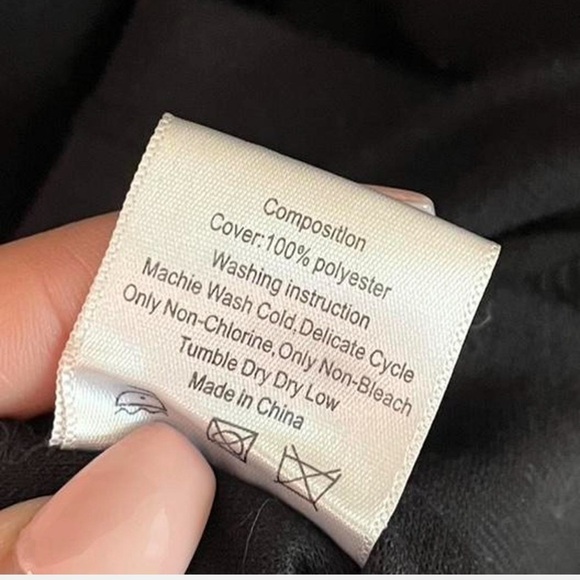 Composition
Cover:100% polyester
Washing instruction
Machie Wash Cold,Delicate Cycle
Only Non-Chlorine,Only Non-Bleach
Tumble Dry Dry Low
Made in China